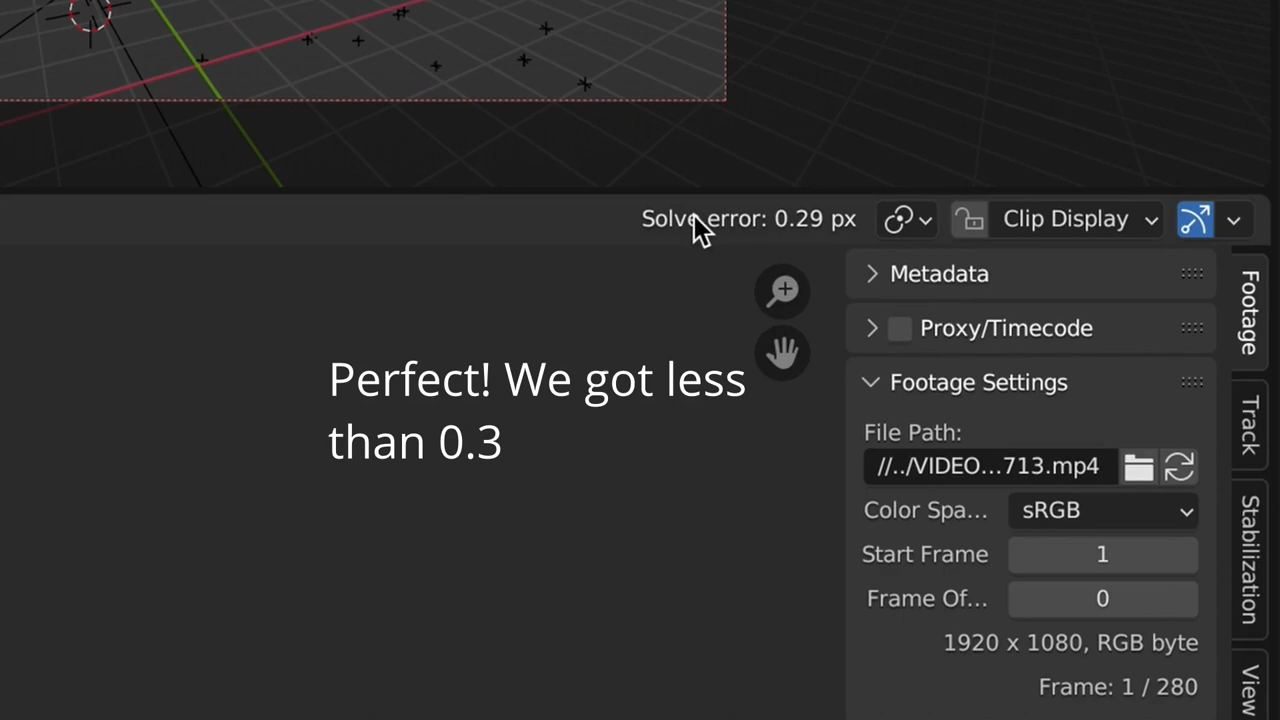 Solve error: 0.29 px
Clip Display
Metadata
Proxy/Timecode
Footage Settings
File Path:
//../VIDEO...713.mp4
Color Spa... sRGB
Start Frame 1
Frame Of... 0
1920 x 1080, RGB byte
Frame: 1 / 280
Perfect! We got less
than 0.3
Footage
Track
Stabilization
View